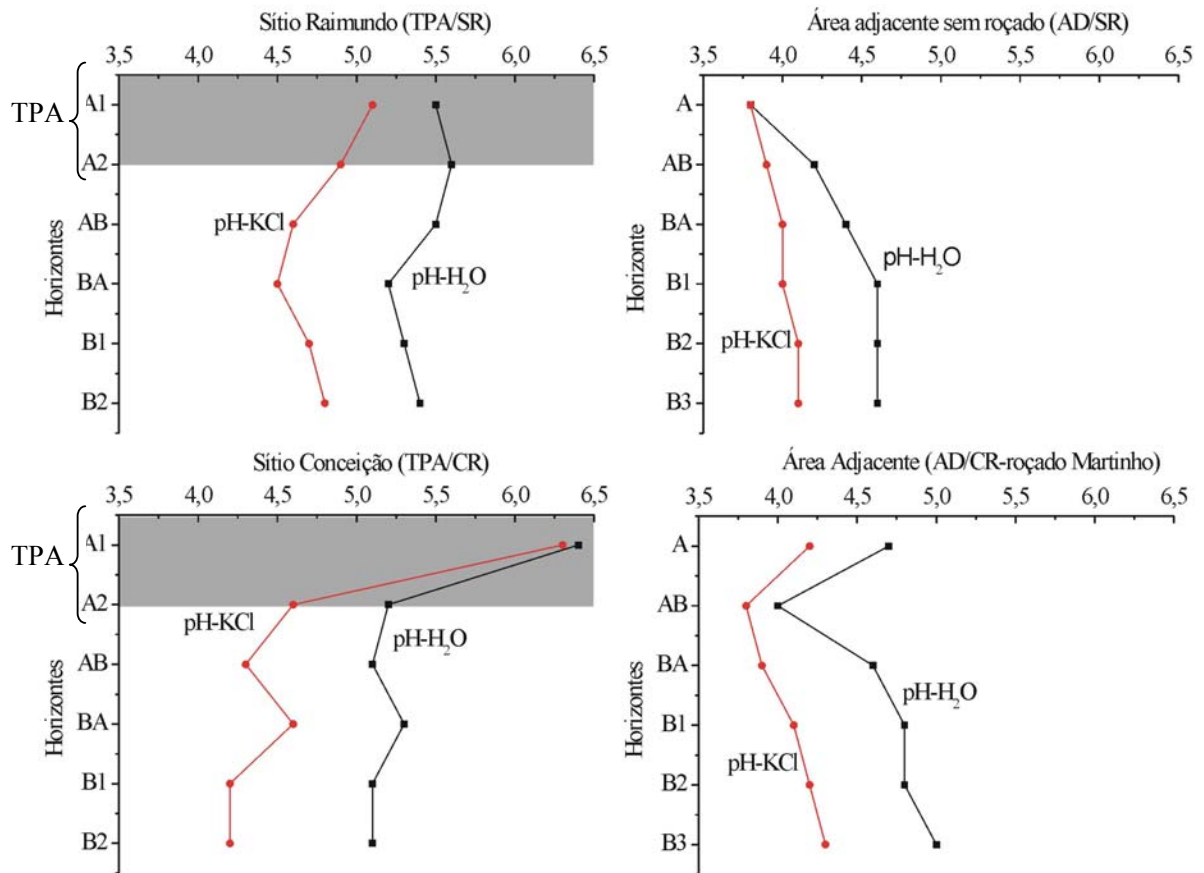 Sítio Raimundo (TPA/SR)
3,5 4,0 4,5 5,0 5,5 6,0 6,5
TPA
A1
A2
AB
BA
B1
B2
Horizontes
pH-KCl
pH-H₂O
Área adjacente sem roçado (AD/SR)
3,5 4,0 4,5 5,0 5,5 6,0 6,5
A
AB
BA
B1
B2
B3
Horizonte
pH-H₂O
pH-KCl
Sítio Conceição (TPA/CR)
3,5 4,0 4,5 5,0 5,5 6,0 6,5
TPA
A1
A2
AB
BA
B1
B2
Horizontes
pH-KCl
pH-H₂O
Área Adjacente (AD/CR-roçado Martinho)
3,5 4,0 4,5 5,0 5,5 6,0 6,5
A
AB
BA
B1
B2
B3
Horizontes
pH-H₂O
pH-KCl